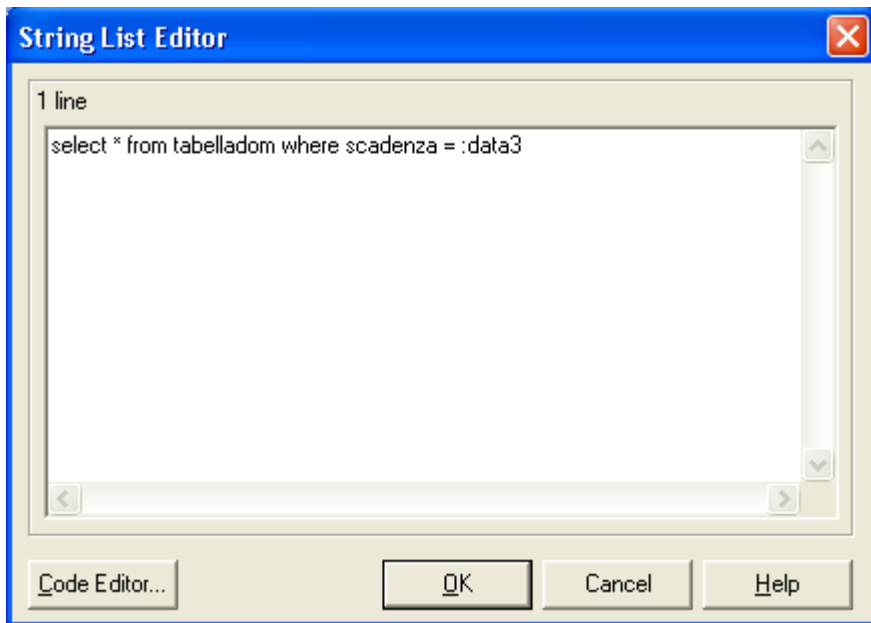 String List Editor
1 line
select * from tabelladom where scadenza = :data3
Code Editor...
OK
Cancel
Help